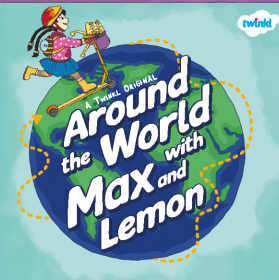 twinkl
A TWINKL ORIGINAL
Around
the World
with
Max and
Lemon